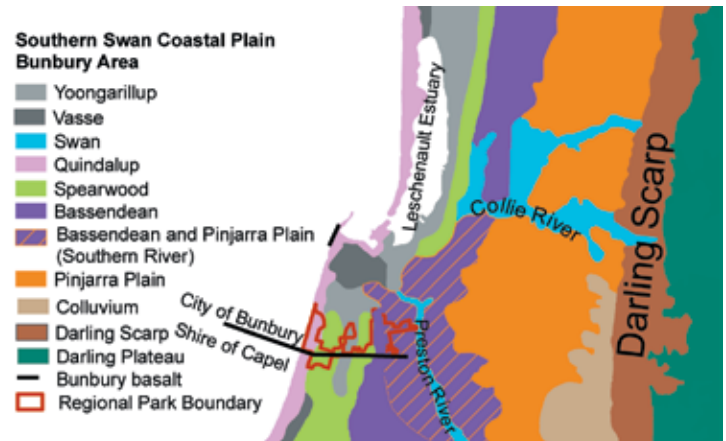 Southern Swan Coastal Plain
Bunbury Area
Yoongarillup
Vasse
Swan
Quindalup
Spearwood
Bassendean
Bassendean and Pinjarra Plain
(Southern River)
Pinjarra Plain
Colluvium
Darling Scarp
Darling Plateau
Bunbury basalt
Regional Park Boundary
Leschenault Estuary
Collie River
Darling Scarp
City of Bunbury
Shire of Capel
Preston River